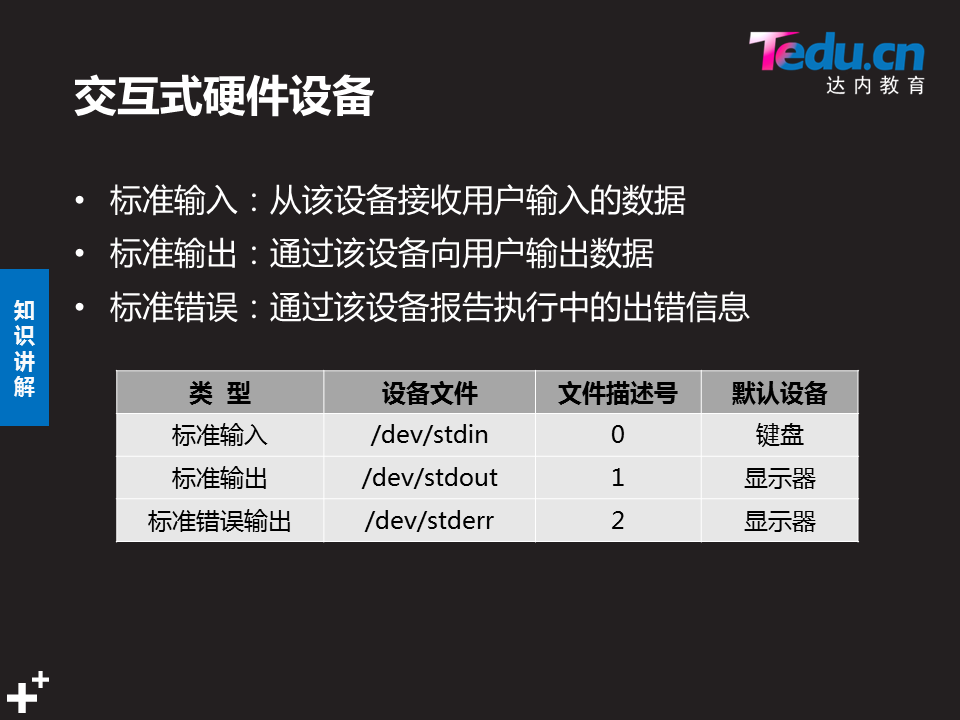 Tedu.cn
达内教育
交互式硬件设备
• 标准输入：从该设备接收用户输入的数据
• 标准输出：通过该设备向用户输出数据
• 标准错误：通过该设备报告执行中的出错信息
知识讲解
类 型 设备文件 文件描述号 默认设备
标准输入 /dev/stdin 0 键盘
标准输出 /dev/stdout 1 显示器
标准错误输出 /dev/stderr 2 显示器